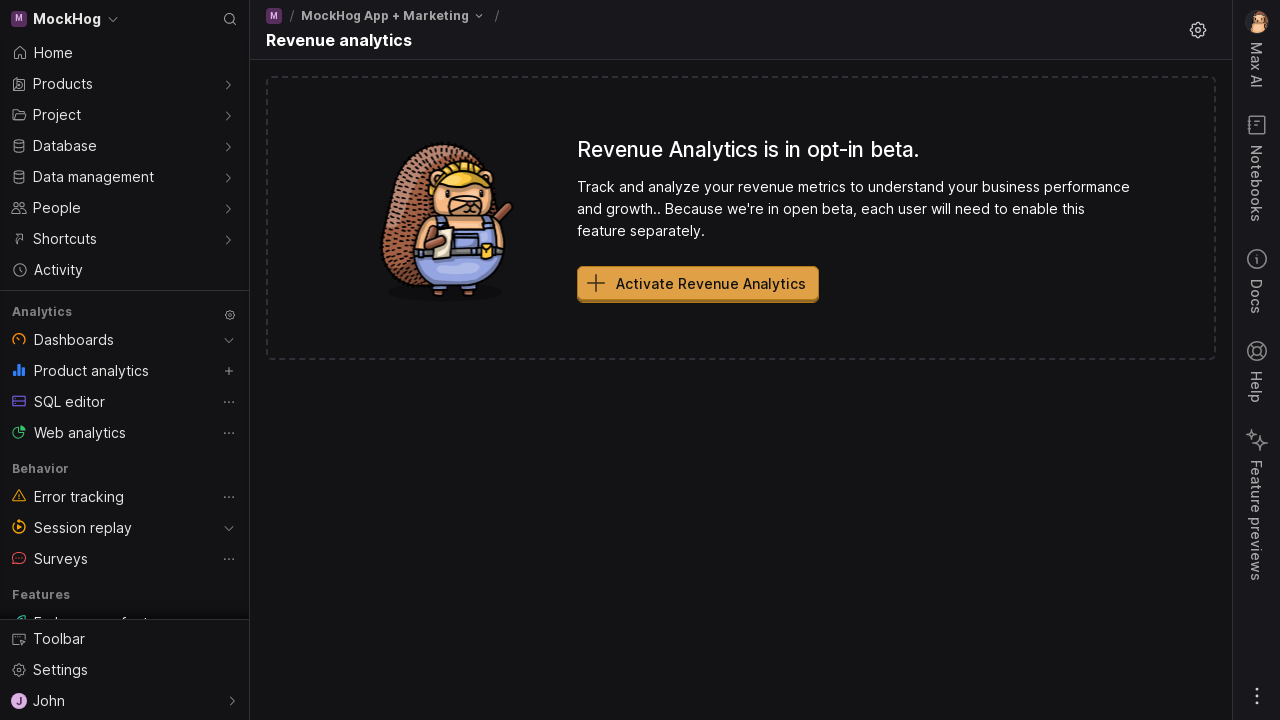 M MockHog
Home
Products
Project
Database
Data management
People
Shortcuts
Activity
Analytics
Dashboards
Product analytics
SQL editor
Web analytics
Behavior
Error tracking
Session replay
Surveys
Features
Toolbar
Settings
J John
M / MockHog App + Marketing /
Revenue analytics
Revenue Analytics is in opt-in beta.
Track and analyze your revenue metrics to understand your business performance
and growth.. Because we're in open beta, each user will need to enable this
feature separately.
Activate Revenue Analytics
Max AI
Notebooks
Docs
Help
Feature previews